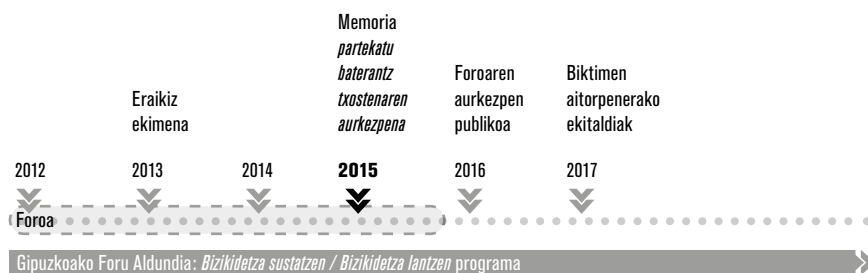 Memoria
partekatu
baterantz
txostenaren
aurkezpena
Foroaren
aurkezpen
publikoa
Biktimen
aitorpenerako
ekitaldiak
Eraikiz
ekimena
2012
2013
2014
2015
2016
2017
Foroa
Gipuzkoako Foru Aldundia: Bizikidetza sustatzen / Bizikidetza lantzen programa